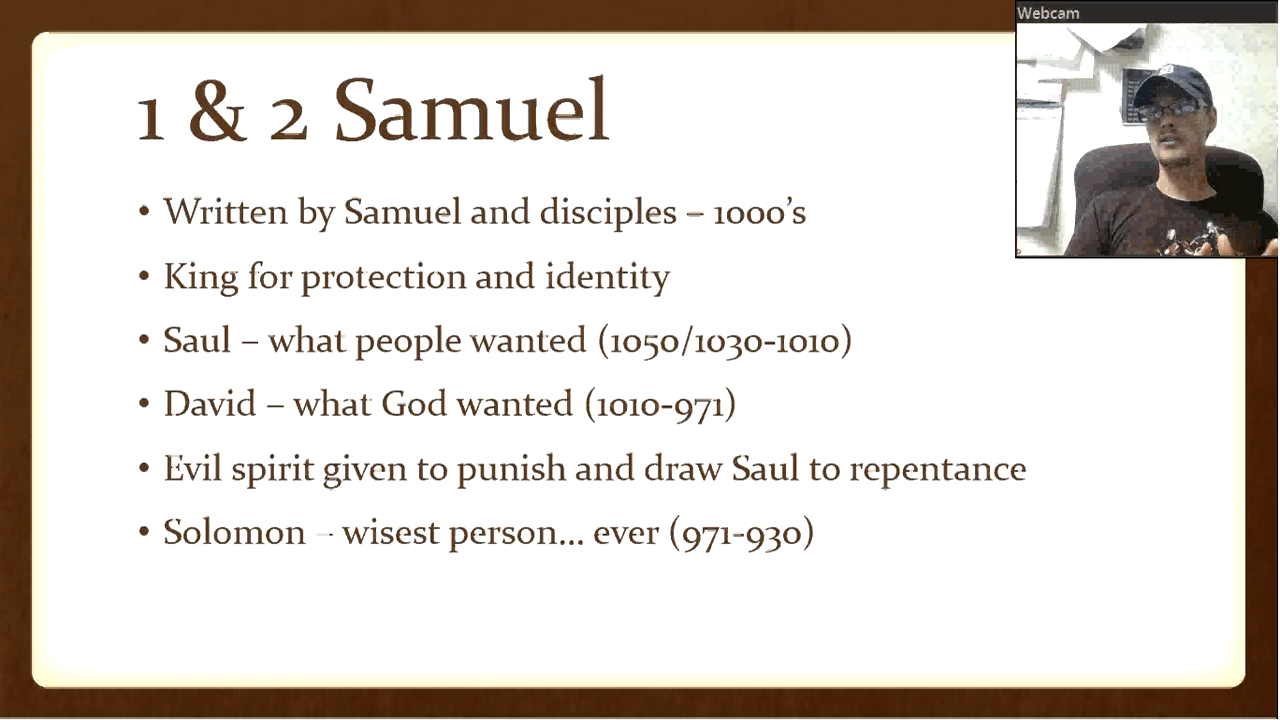 Webcam
1 & 2 Samuel
• Written by Samuel and disciples – 1000’s
• King for protection and identity
• Saul – what people wanted (1050/1030-1010)
• David – what God wanted (1010-971)
• Evil spirit given to punish and draw Saul to repentance
• Solomon – wisest person... ever (971-930)